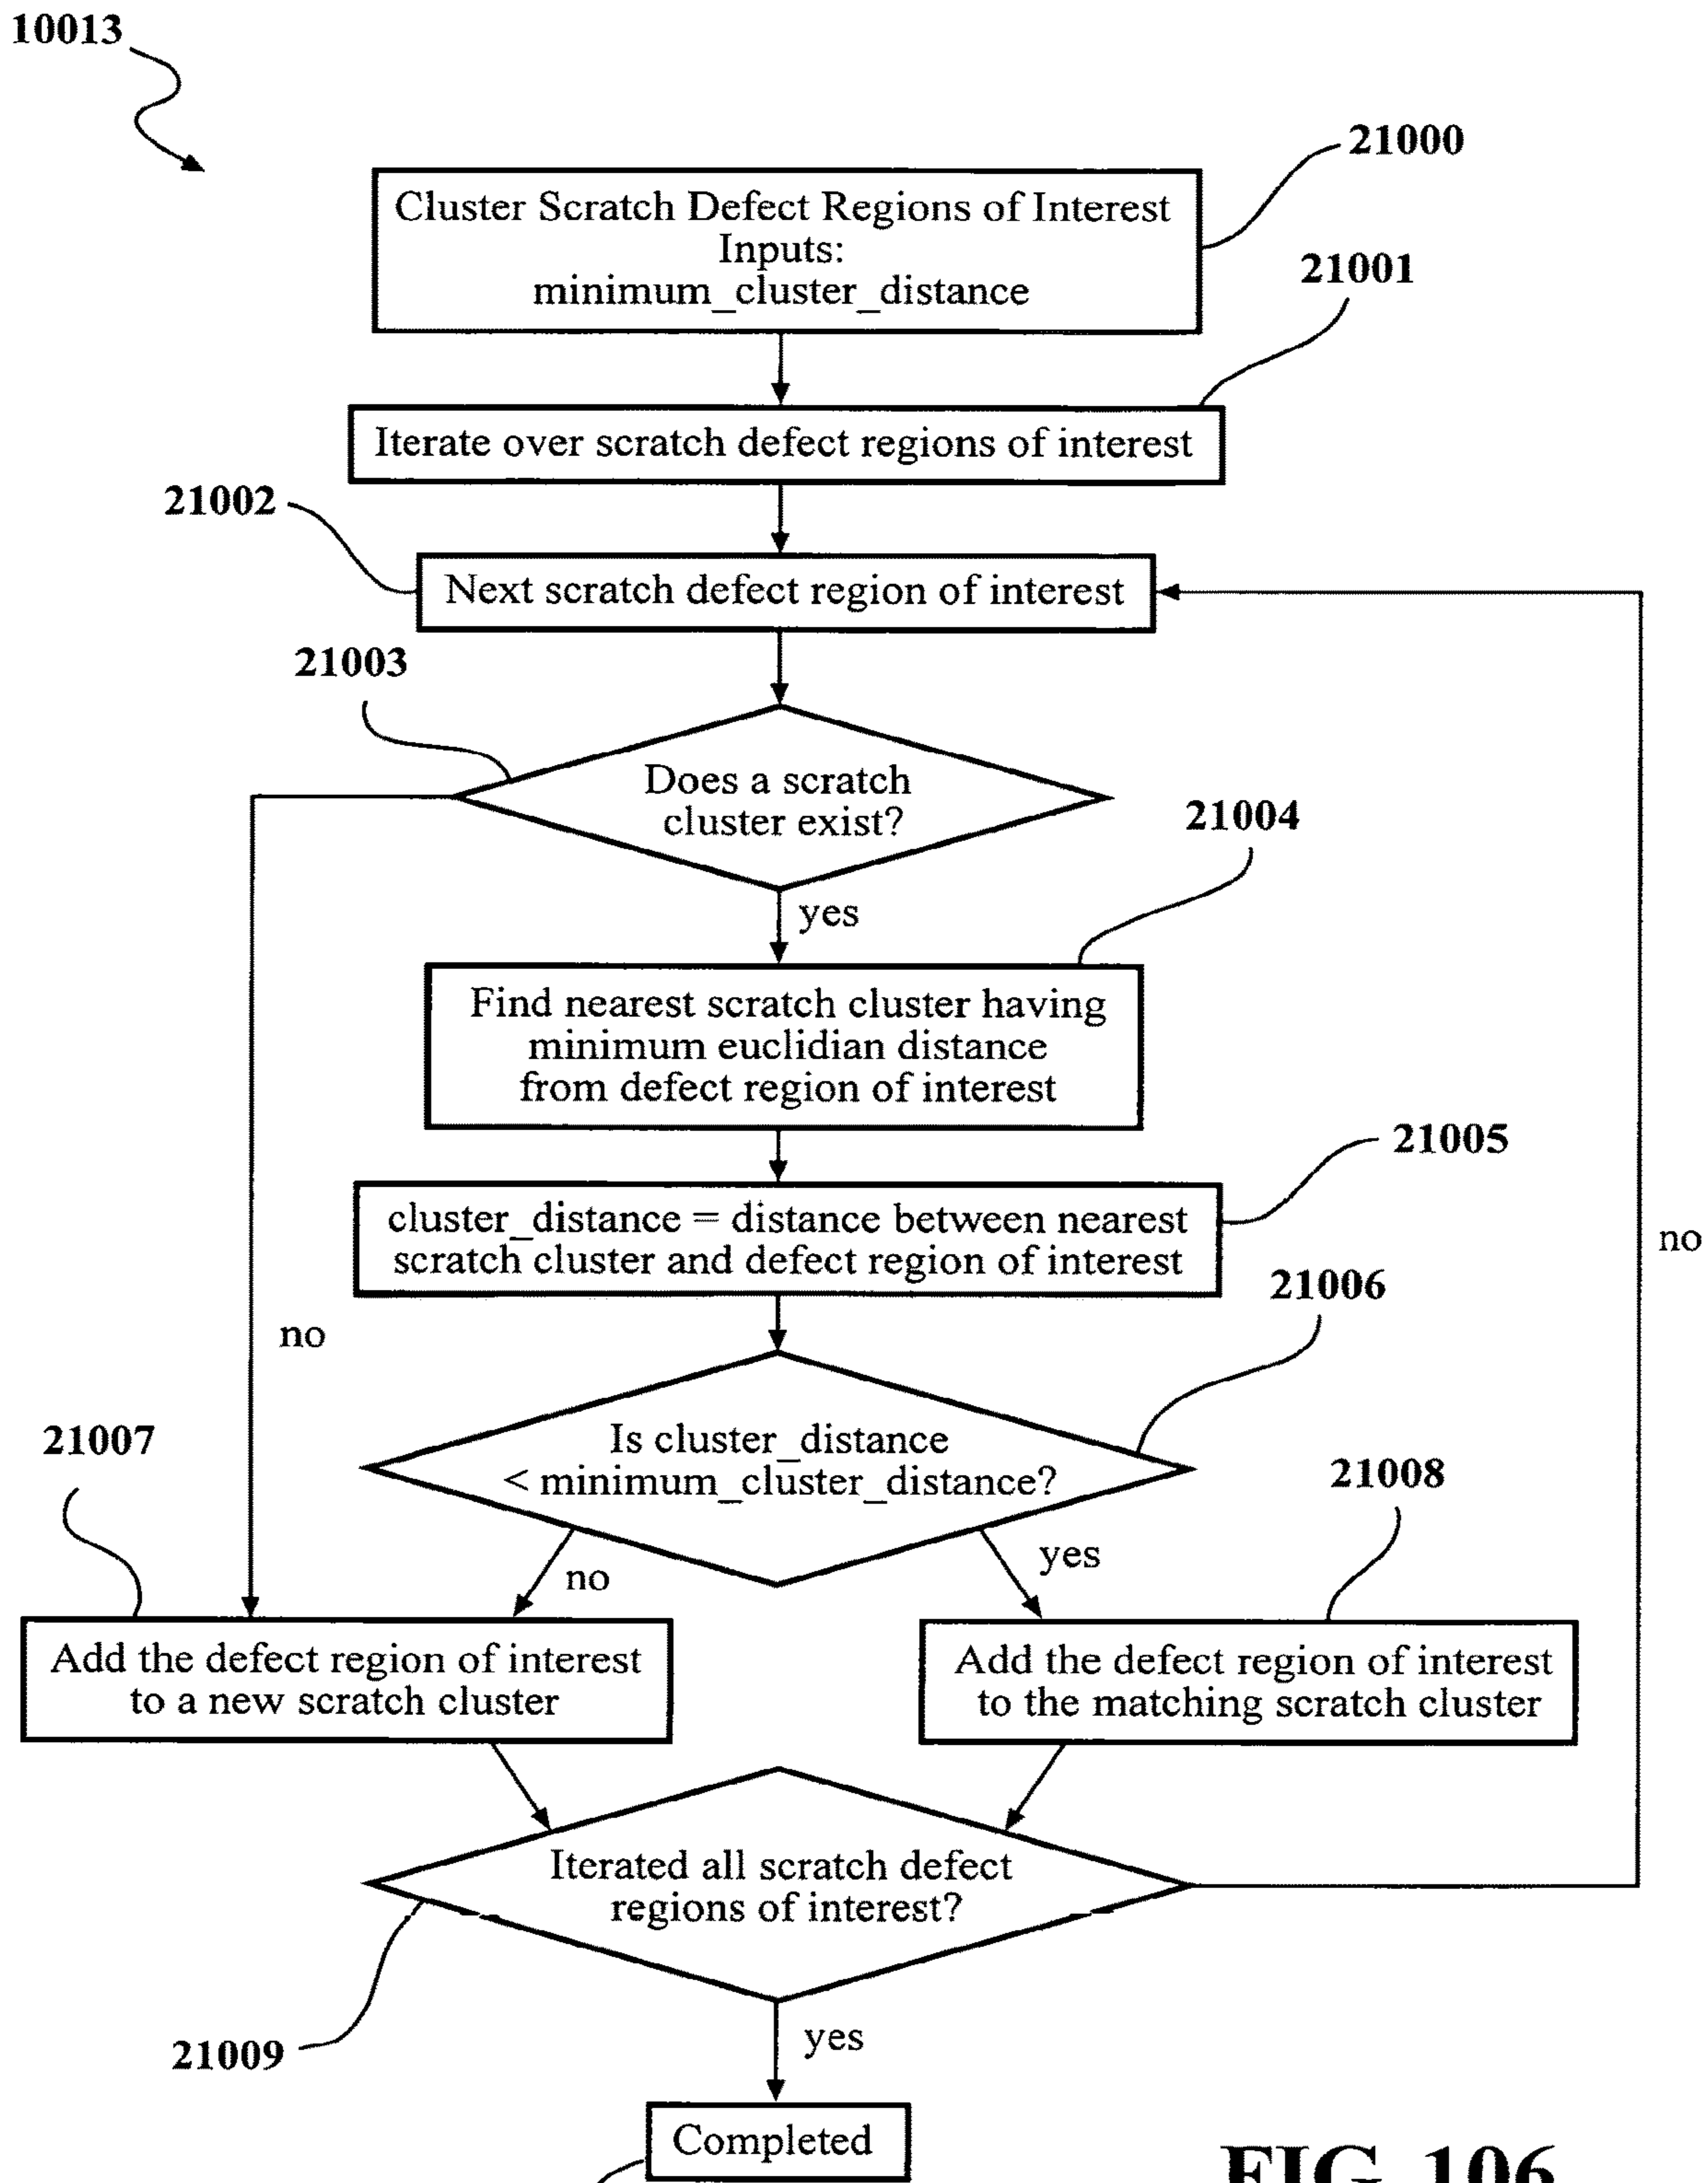 10013
21000
Cluster Scratch Defect Regions of Interest
Inputs:
minimum_cluster_distance
21001
Iterate over scratch defect regions of interest
21002
Next scratch defect region of interest
21003
Does a scratch
cluster exist?
21004
yes
Find nearest scratch cluster having
minimum euclidian distance
from defect region of interest
21005
cluster_distance = distance between nearest
scratch cluster and defect region of interest
no
21006
no
Is cluster_distance
< minimum_cluster_distance?
21007
21008
no
yes
Add the defect region of interest
to a new scratch cluster
Add the defect region of interest
to the matching scratch cluster
Iterated all scratch defect
regions of interest?
21009
yes
Completed
FIG 106